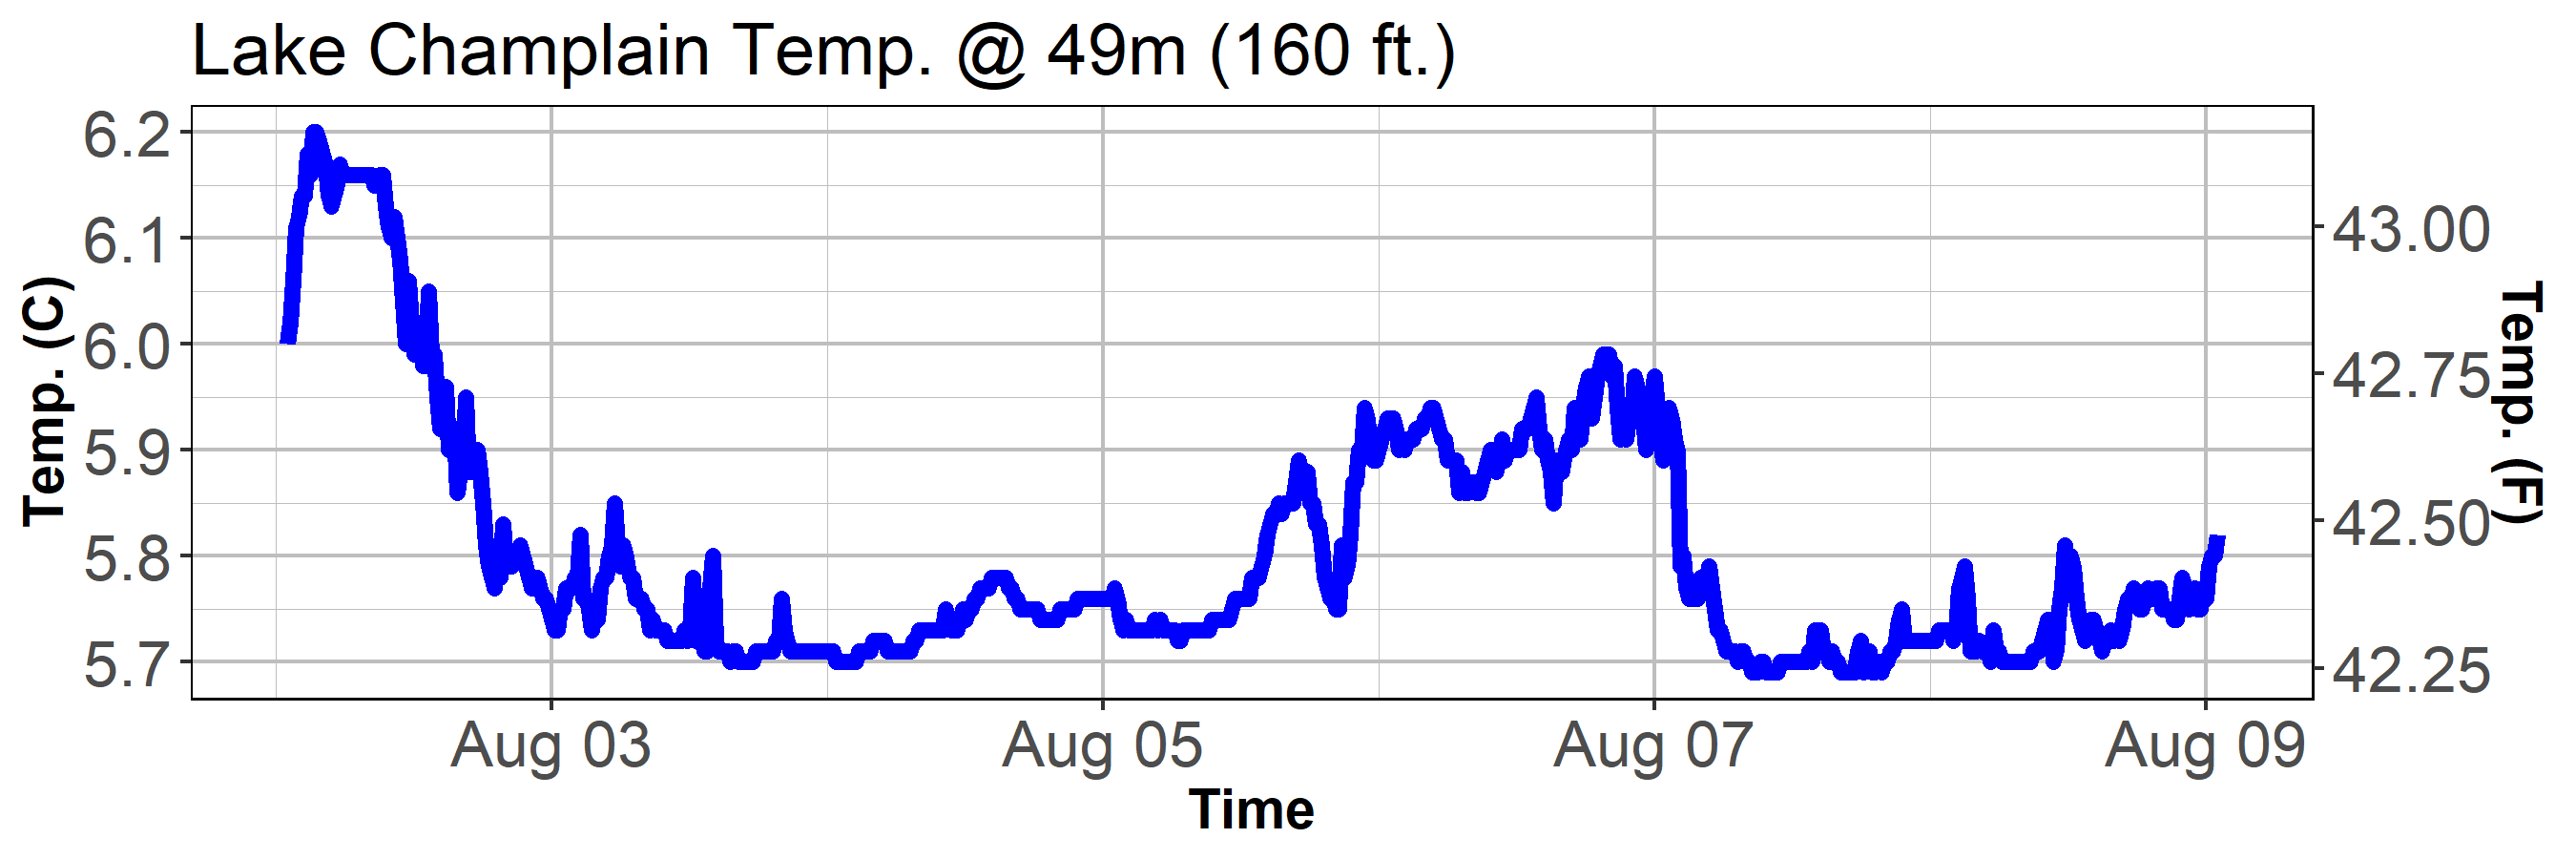 Lake Champlain Temp. @ 49m (160 ft.)
6.2
6.1
6.0
5.9
5.8
5.7
Temp. (C)
43.00
42.75
42.50
42.25
Temp. (F)
Aug 03 Aug 05 Aug 07 Aug 09
Time